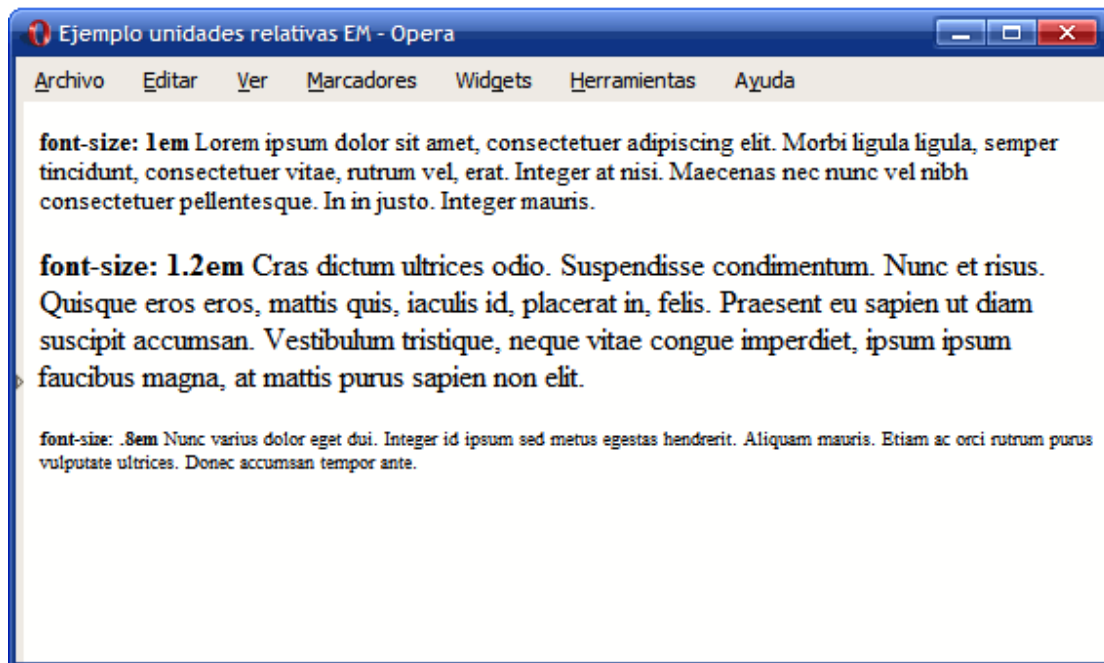 Ejemplo unidades relativas EM - Opera
Archivo Editar Ver Marcadores Widgets Herramientas Ayuda
font-size: 1em Lorem ipsum dolor sit amet, consectetuer adipiscing elit. Morbi ligula ligula, semper
tincidunt, consectetuer vitae, rutrum vel, erat. Integer at nisi. Maecenas nec nunc vel nibh
consectetuer pellentesque. In in justo. Integer mauris.
font-size: 1.2em Cras dictum ultrices odio. Suspendisse condimentum. Nunc et risus.
Quisque eros eros, mattis quis, iaculis id, placerat in, felis. Praesent eu sapien ut diam
suscipit accumsan. Vestibulum tristique, neque vitae congue imperdiet, ipsum ipsum
faucibus magna, at mattis purus sapien non elit.
font-size: .8em Nunc varius dolor eget dui. Integer id ipsum sed metus egestas hendrerit. Aliquam mauris. Etiam ac orci rutrum purus
vulputate ultrices. Donec accumsan tempor ante.